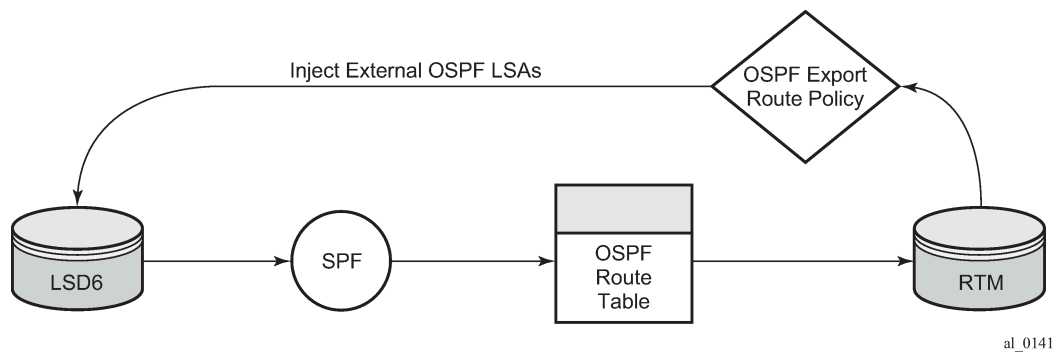 Inject External OSPF LSAs
OSPF Export
Route Policy
LSD6
SPF
OSPF
Route
Table
RTM
al_0141